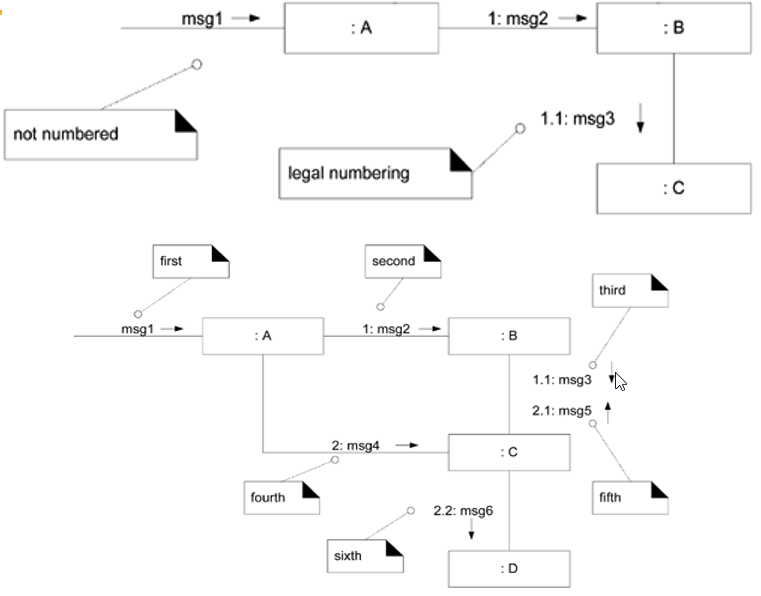 msg1
: A
1: msg2
: B
not numbered
1.1: msg3
legal numbering
: C
first
second
third
msg1
: A
1: msg2
: B
1.1: msg3
2.1: msg5
2: msg4
: C
fourth
fifth
2.2: msg6
sixth
: D